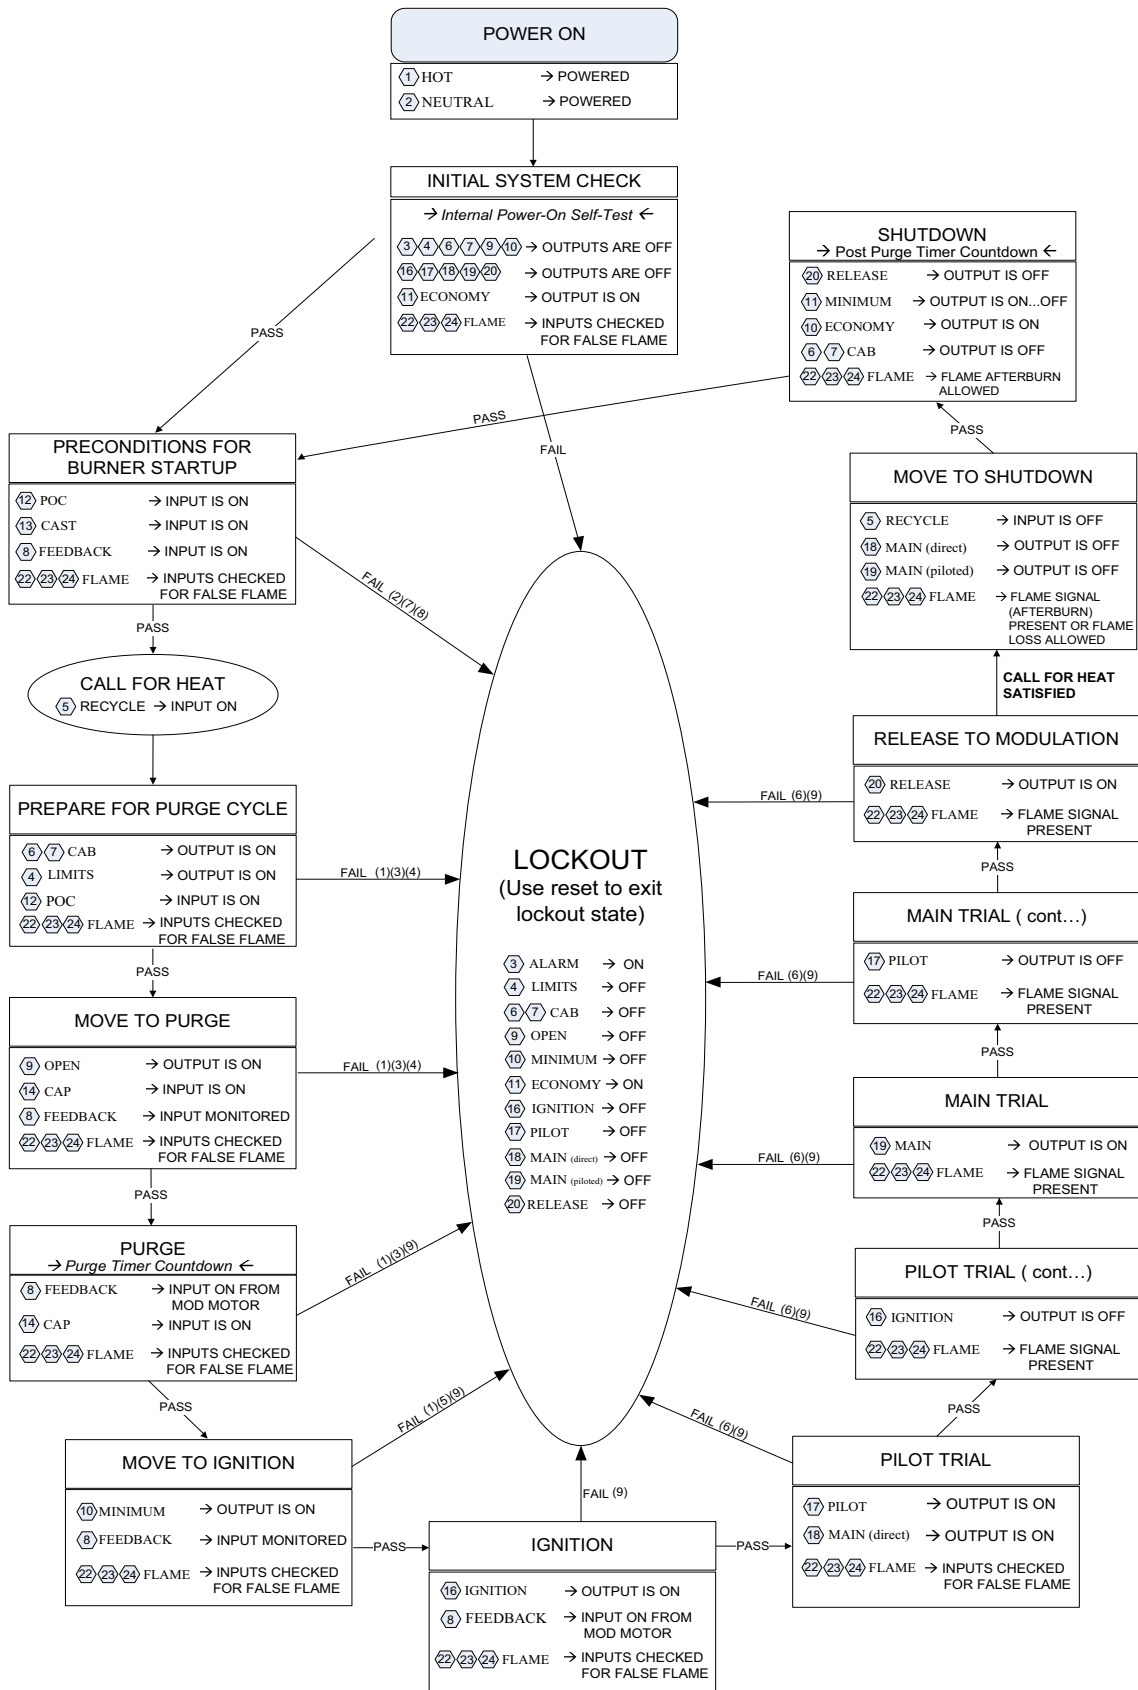 POWER ON
1 HOT → POWERED
2 NEUTRAL → POWERED
INITIAL SYSTEM CHECK
→ Internal Power-On Self-Test ←
3 4 6 7 9 10 → OUTPUTS ARE OFF
16 17 18 19 20 → OUTPUTS ARE OFF
11 ECONOMY → OUTPUT IS ON
22 23 24 FLAME → INPUTS CHECKED
FOR FALSE FLAME
PASS
FAIL
PRECONDITIONS FOR
BURNER STARTUP
12 POC → INPUT IS ON
13 CAST → INPUT IS ON
8 FEEDBACK → INPUT IS ON
22 23 24 FLAME → INPUTS CHECKED
FOR FALSE FLAME
FAIL (2)(7)(8)
PASS
CALL FOR HEAT
5 RECYCLE → INPUT ON
PREPARE FOR PURGE CYCLE
6 7 CAB → OUTPUT IS ON
4 LIMITS → OUTPUT IS ON
12 POC → INPUT IS ON
22 23 24 FLAME → INPUTS CHECKED
FOR FALSE FLAME
FAIL (1)(3)(4)
PASS
MOVE TO PURGE
9 OPEN → OUTPUT IS ON
14 CAP → INPUT IS ON
8 FEEDBACK → INPUT MONITORED
22 23 24 FLAME → INPUTS CHECKED
FOR FALSE FLAME
FAIL (1)(3)(4)
PASS
PURGE
→ Purge Timer Countdown ←
8 FEEDBACK → INPUT ON FROM
MOD MOTOR
14 CAP → INPUT IS ON
22 23 24 FLAME → INPUTS CHECKED
FOR FALSE FLAME
FAIL (1)(3)(9)
PASS
MOVE TO IGNITION
10 MINIMUM → OUTPUT IS ON
8 FEEDBACK → INPUT MONITORED
22 23 24 FLAME → INPUTS CHECKED
FOR FALSE FLAME
FAIL (1)(5)(9)
PASS
IGNITION
16 IGNITION → OUTPUT IS ON
8 FEEDBACK → INPUT ON FROM
MOD MOTOR
22 23 24 FLAME → INPUTS CHECKED
FOR FALSE FLAME
FAIL (9)
PASS
PILOT TRIAL
17 PILOT → OUTPUT IS ON
18 MAIN (direct) → OUTPUT IS ON
22 23 24 FLAME → INPUTS CHECKED
FOR FALSE FLAME
FAIL (6)(9)
PASS
PILOT TRIAL ( cont…)
16 IGNITION → OUTPUT IS OFF
22 23 24 FLAME → FLAME SIGNAL
PRESENT
FAIL (6)(9)
PASS
MAIN TRIAL
19 MAIN → OUTPUT IS ON
22 23 24 FLAME → FLAME SIGNAL
PRESENT
FAIL (6)(9)
PASS
MAIN TRIAL ( cont…)
17 PILOT → OUTPUT IS OFF
22 23 24 FLAME → FLAME SIGNAL
PRESENT
FAIL (6)(9)
PASS
RELEASE TO MODULATION
20 RELEASE → OUTPUT IS ON
22 23 24 FLAME → FLAME SIGNAL
PRESENT
FAIL (6)(9)
CALL FOR HEAT
SATISFIED
MOVE TO SHUTDOWN
5 RECYCLE → INPUT IS OFF
18 MAIN (direct) → OUTPUT IS OFF
19 MAIN (piloted) → OUTPUT IS OFF
22 23 24 FLAME → FLAME SIGNAL
(AFTERBURN)
PRESENT OR FLAME
LOSS ALLOWED
PASS
SHUTDOWN
→ Post Purge Timer Countdown ←
20 RELEASE → OUTPUT IS OFF
11 MINIMUM → OUTPUT IS ON...OFF
10 ECONOMY → OUTPUT IS ON
6 7 CAB → OUTPUT IS OFF
22 23 24 FLAME → FLAME AFTERBURN
ALLOWED
PASS
LOCKOUT
(Use reset to exit
lockout state)
3 ALARM → ON
4 LIMITS → OFF
6 7 CAB → OFF
9 OPEN → OFF
10 MINIMUM → OFF
11 ECONOMY → ON
16 IGNITION → OFF
17 PILOT → OFF
18 MAIN (direct) → OFF
19 MAIN (piloted) → OFF
20 RELEASE → OFF